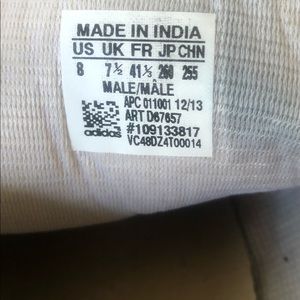 MADE IN INDIA
US UK FR JP CHN
8 7½ 41⅓ 260 255
MALE/MÂLE
APC 011001 12/13
ART D67657
#109133817
adidas VC48DZ4T00014